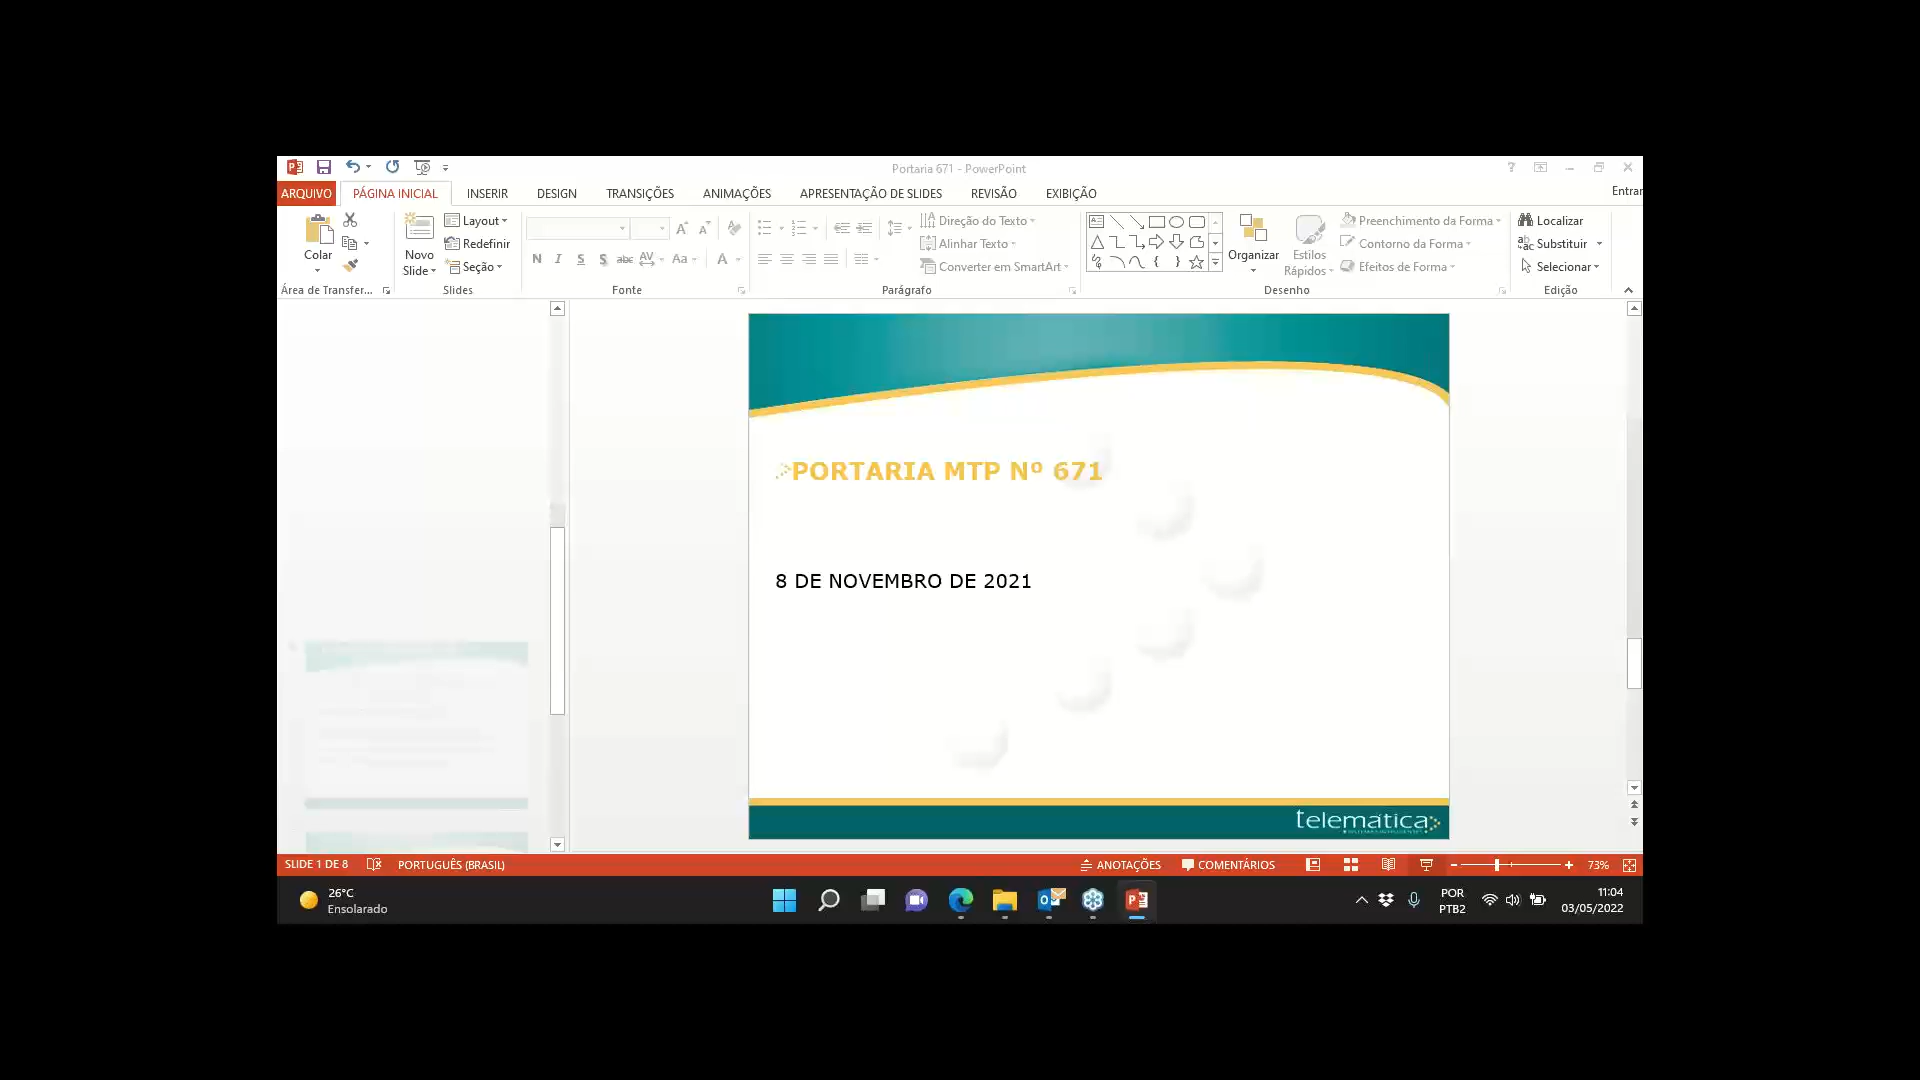 Portaria 671 - PowerPoint
?
ARQUIVO PÁGINA INICIAL INSERIR DESIGN TRANSIÇÕES ANIMAÇÕES APRESENTAÇÃO DE SLIDES REVISÃO EXIBIÇÃO Entrar
Colar
Área de Transfer...
Novo
Slide
Layout
Redefinir
Seção
Slides
N I S S abc AV Aa A
Fonte
Direção do Texto
Alinhar Texto
Converter em SmartArt
Parágrafo
Organizar
Estilos
Rápidos
Preenchimento da Forma
Contorno da Forma
Efeitos de Forma
Desenho
Localizar
Substituir
Selecionar
Edição
PORTARIA MTP Nº 671
8 DE NOVEMBRO DE 2021
telemática
SLIDE 1 DE 8 PORTUGUÊS (BRASIL) ANOTAÇÕES COMENTÁRIOS 73%
26°C
Ensolarado
POR
PTB2
11:04
03/05/2022